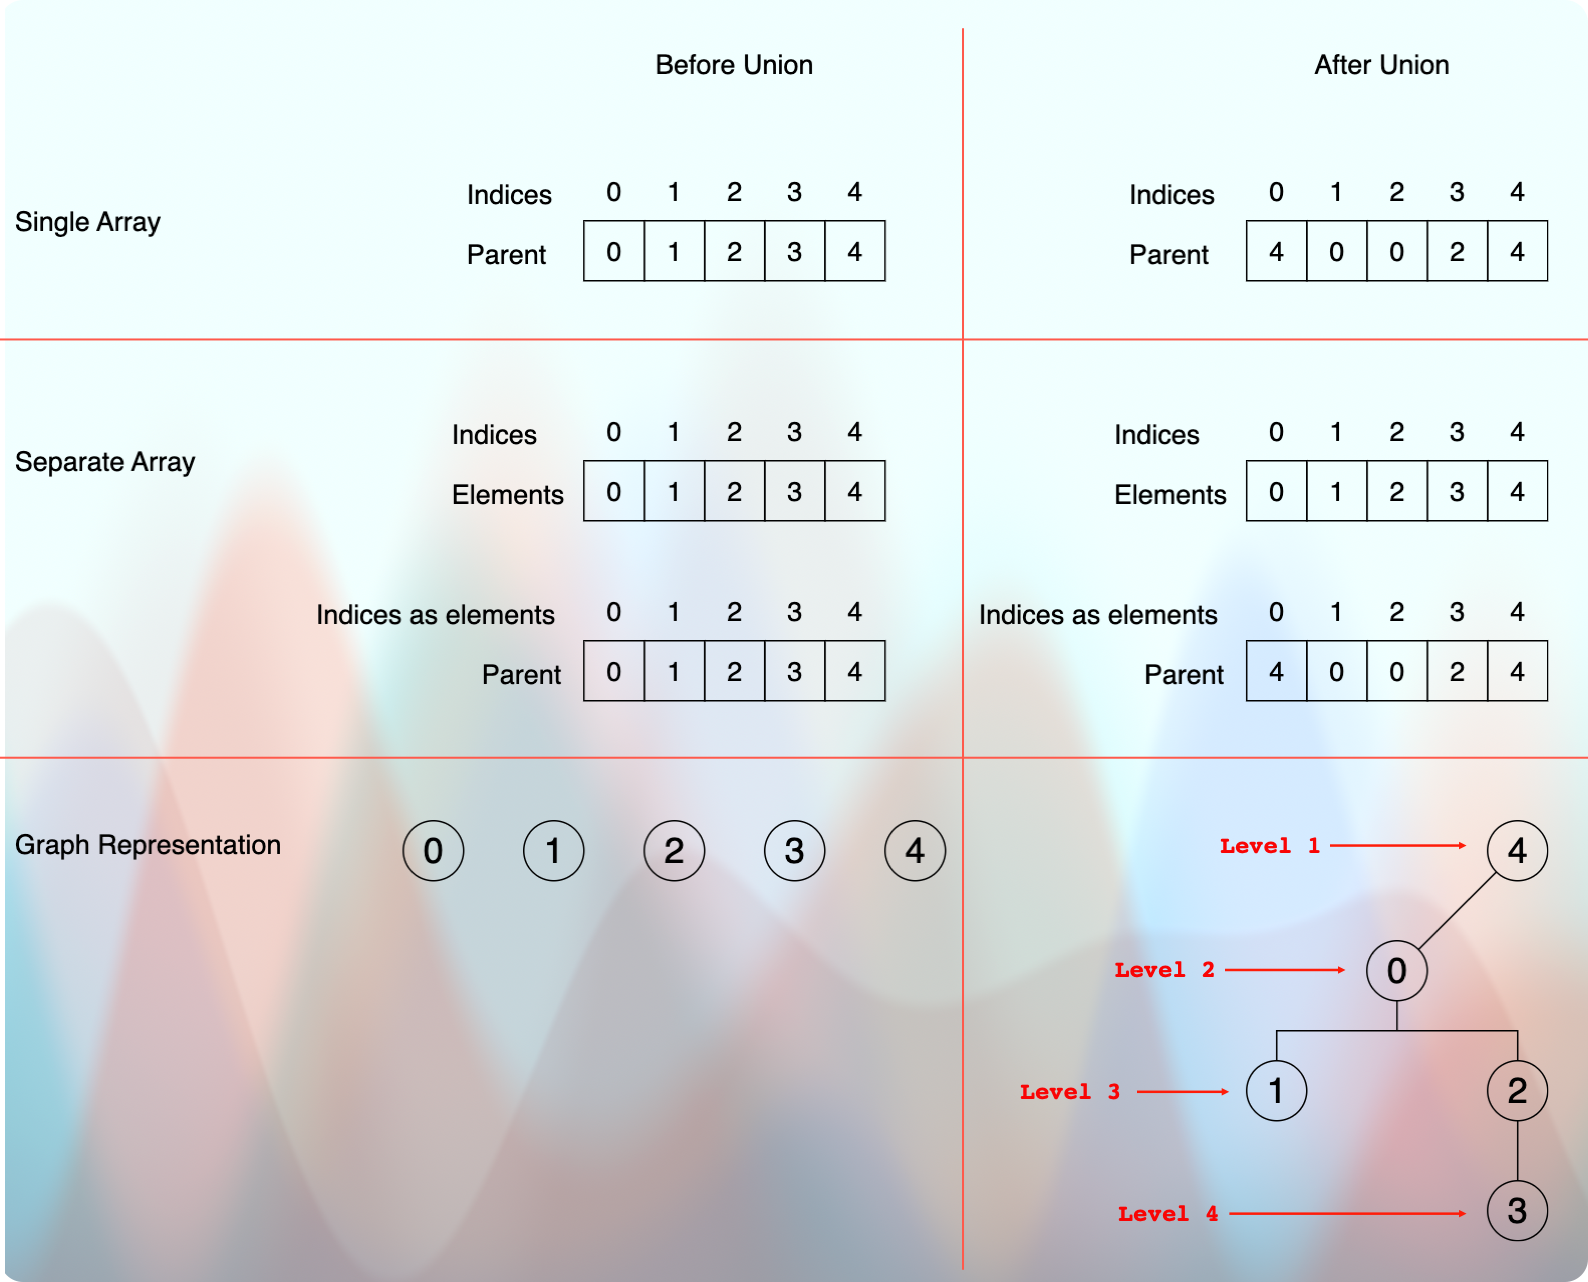 Before Union
After Union
Single Array
Indices 0 1 2 3 4
Parent 0 1 2 3 4
Indices 0 1 2 3 4
Parent 4 0 0 2 4
Separate Array
Indices 0 1 2 3 4
Elements 0 1 2 3 4
Indices as elements 0 1 2 3 4
Parent 0 1 2 3 4
Indices 0 1 2 3 4
Elements 0 1 2 3 4
Indices as elements 0 1 2 3 4
Parent 4 0 0 2 4
Graph Representation
0 1 2 3 4
Level 1 4
Level 2 0
Level 3 1 2
Level 4 3